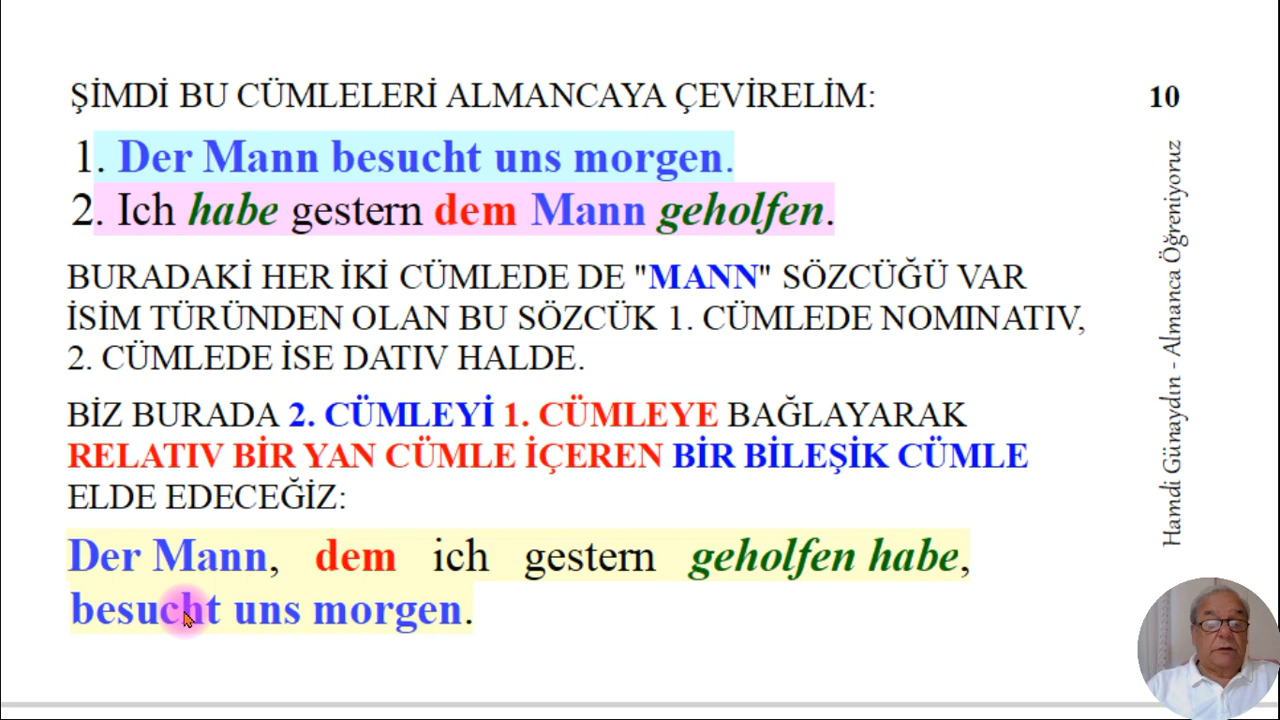 ŞİMDİ BU CÜMLELERİ ALMANCAYA ÇEVİRELİM:
10
1. Der Mann besucht uns morgen.
2. Ich habe gestern dem Mann geholfen.
BURADAKİ HER İKİ CÜMLEDE DE "MANN" SÖZCÜĞÜ VAR
İSİM TÜRÜNDEN OLAN BU SÖZCÜK 1. CÜMLEDE NOMINATIV,
2. CÜMLEDE İSE DATIV HALDE.
BİZ BURADA 2. CÜMLEYİ 1. CÜMLEYE BAĞLAYARAK
RELATIV BİR YAN CÜMLE İÇEREN BİR BİLEŞİK CÜMLE
ELDE EDECEĞİZ:
Der Mann, dem ich gestern geholfen habe,
besucht uns morgen.
Hamdi Günaydın - Almanca Öğreniyoruz